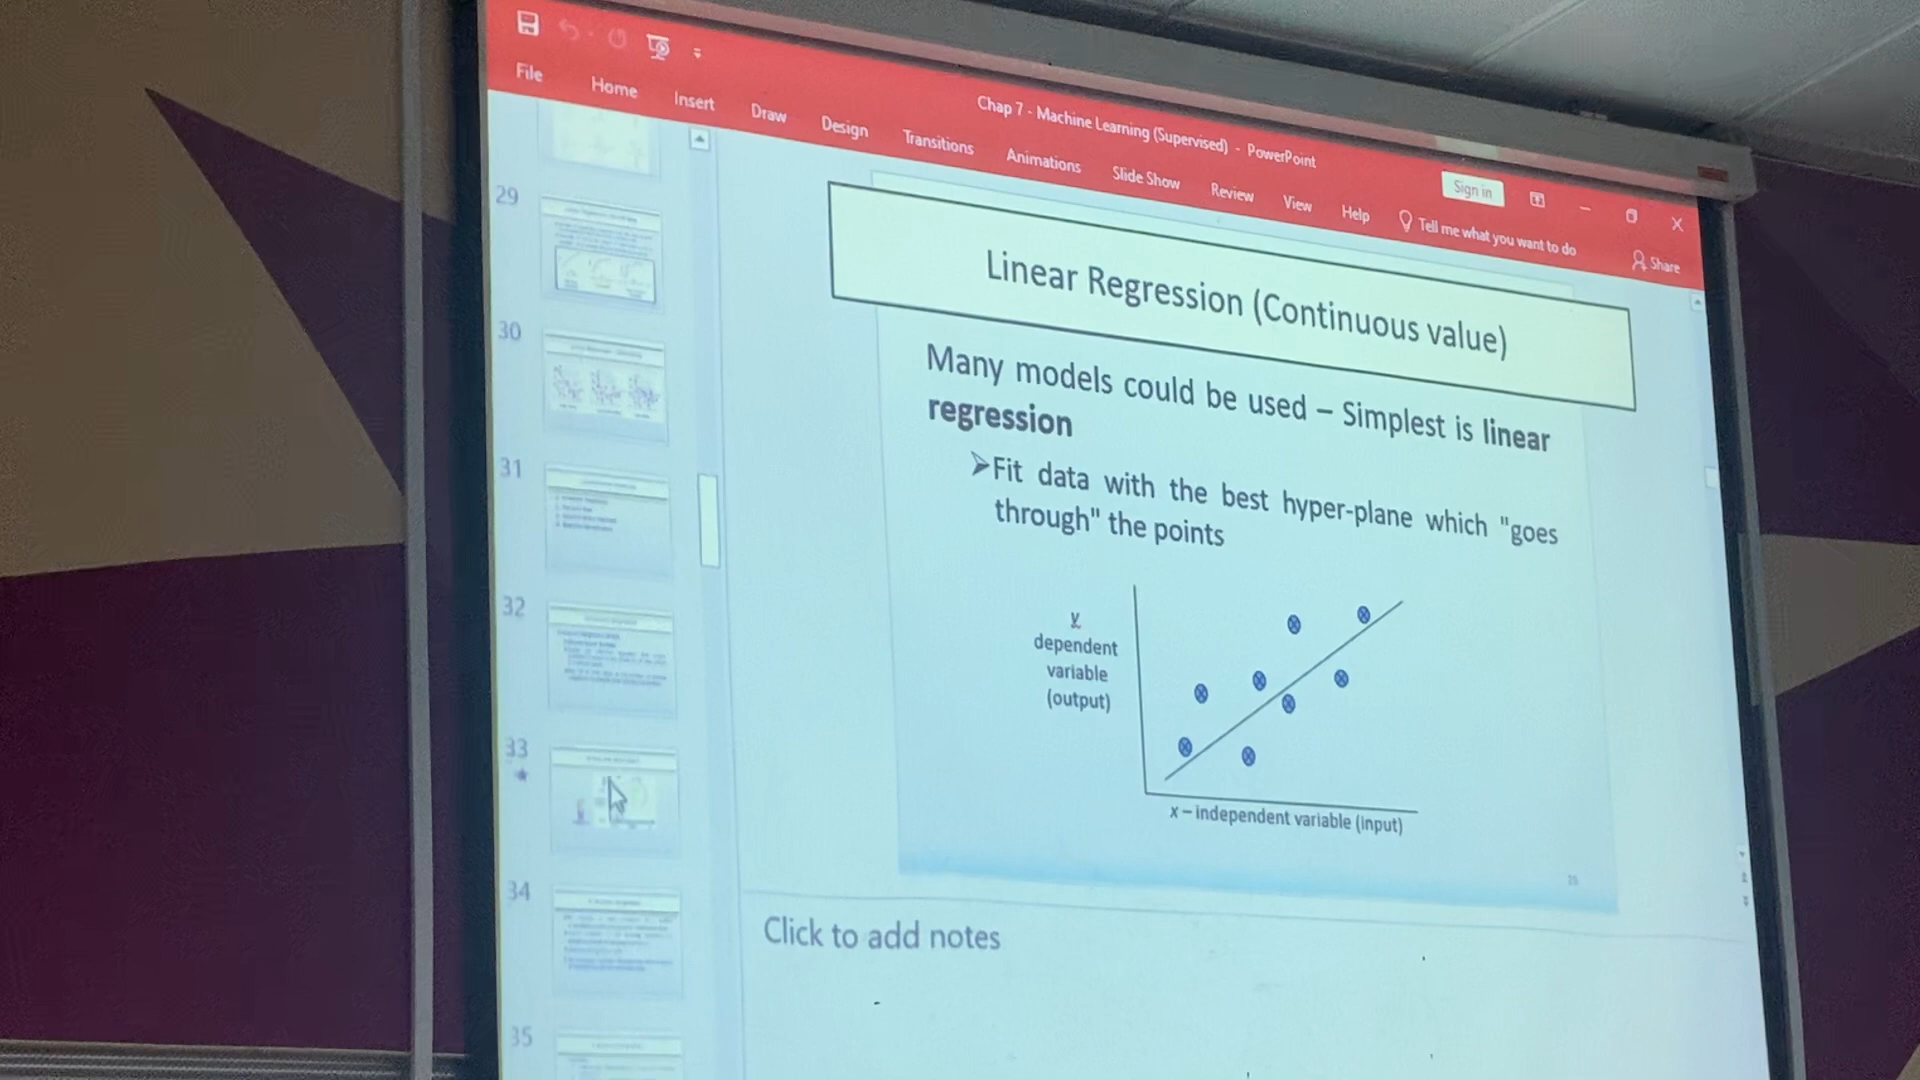 Chap 7 - Machine Learning (Supervised) - PowerPoint
Sign in
File Home Insert Draw Design Transitions Animations Slide Show Review View Help Tell me what you want to do
Share
29
30
31
32
33
34
35
Linear Regression (Continuous value)
Many models could be used – Simplest is linear
regression
➢Fit data with the best hyper-plane which "goes
through" the points
y
dependent
variable
(output)
x – independent variable (input)
Click to add notes